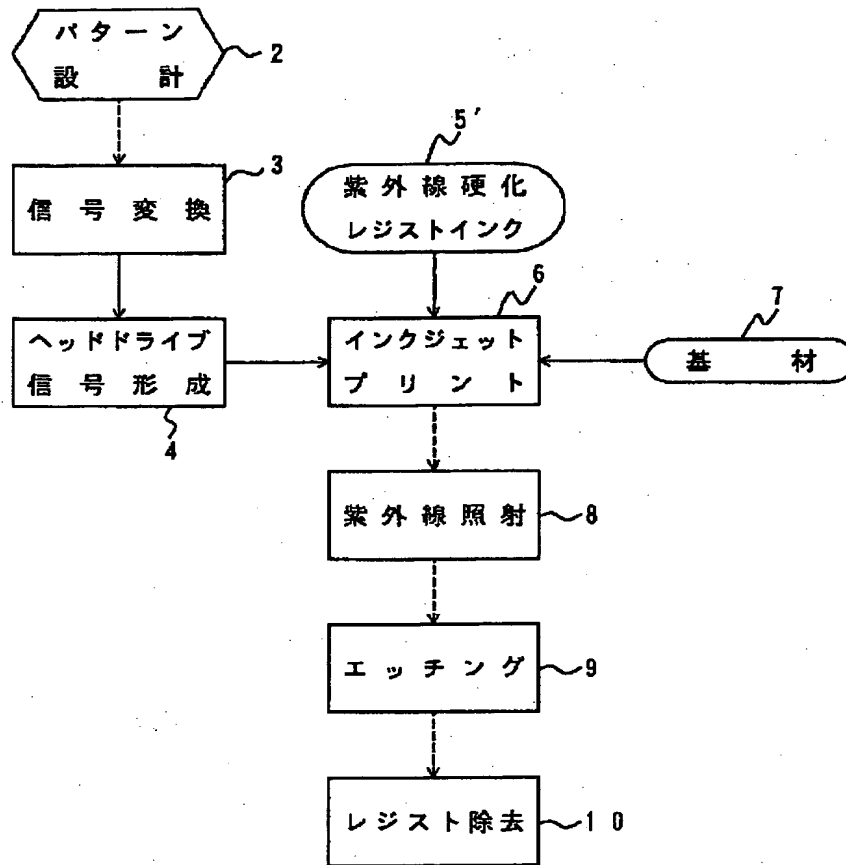 パターン
設計
2
3
信号変換
5′
紫外線硬化
レジストインク
ヘッドドライブ
信号形成
4
6
インクジェット
プリント
7
基材
紫外線照射
8
エッチング
9
レジスト除去
10